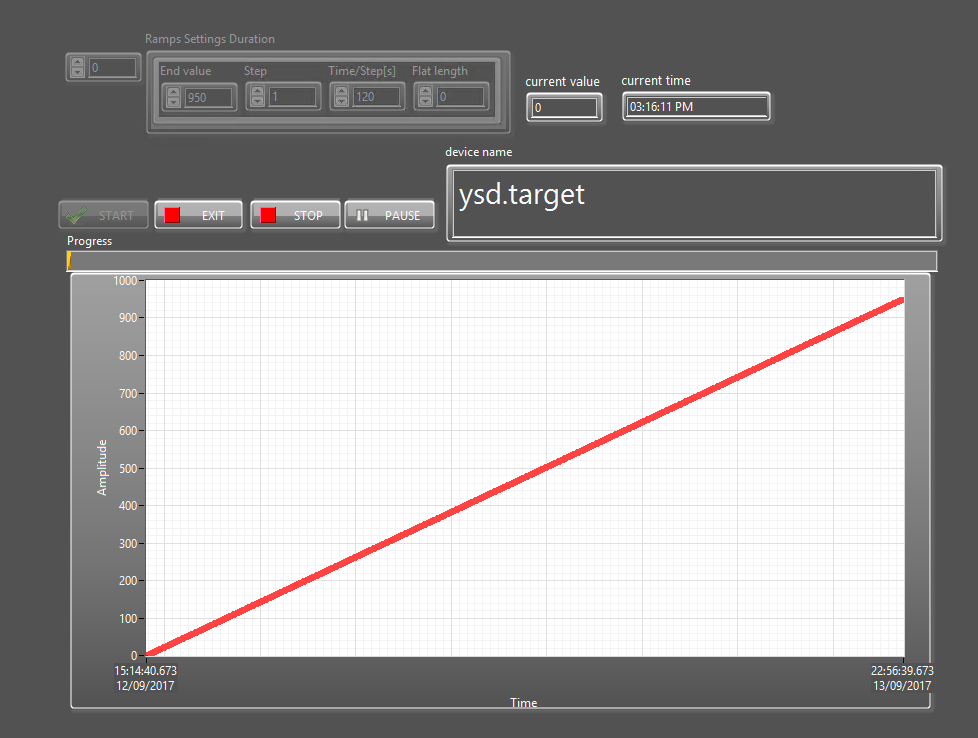 Ramps Settings Duration
0
End value Step Time/Step[s] Flat length
950 1 120 0
current value current time
0 03:16:11 PM
device name
ysd.target
START EXIT STOP PAUSE
Progress
1000
900
800
700
600
500
400
300
200
100
0
Amplitude
15:14:40.673 22:56:39.673
12/09/2017 13/09/2017
Time